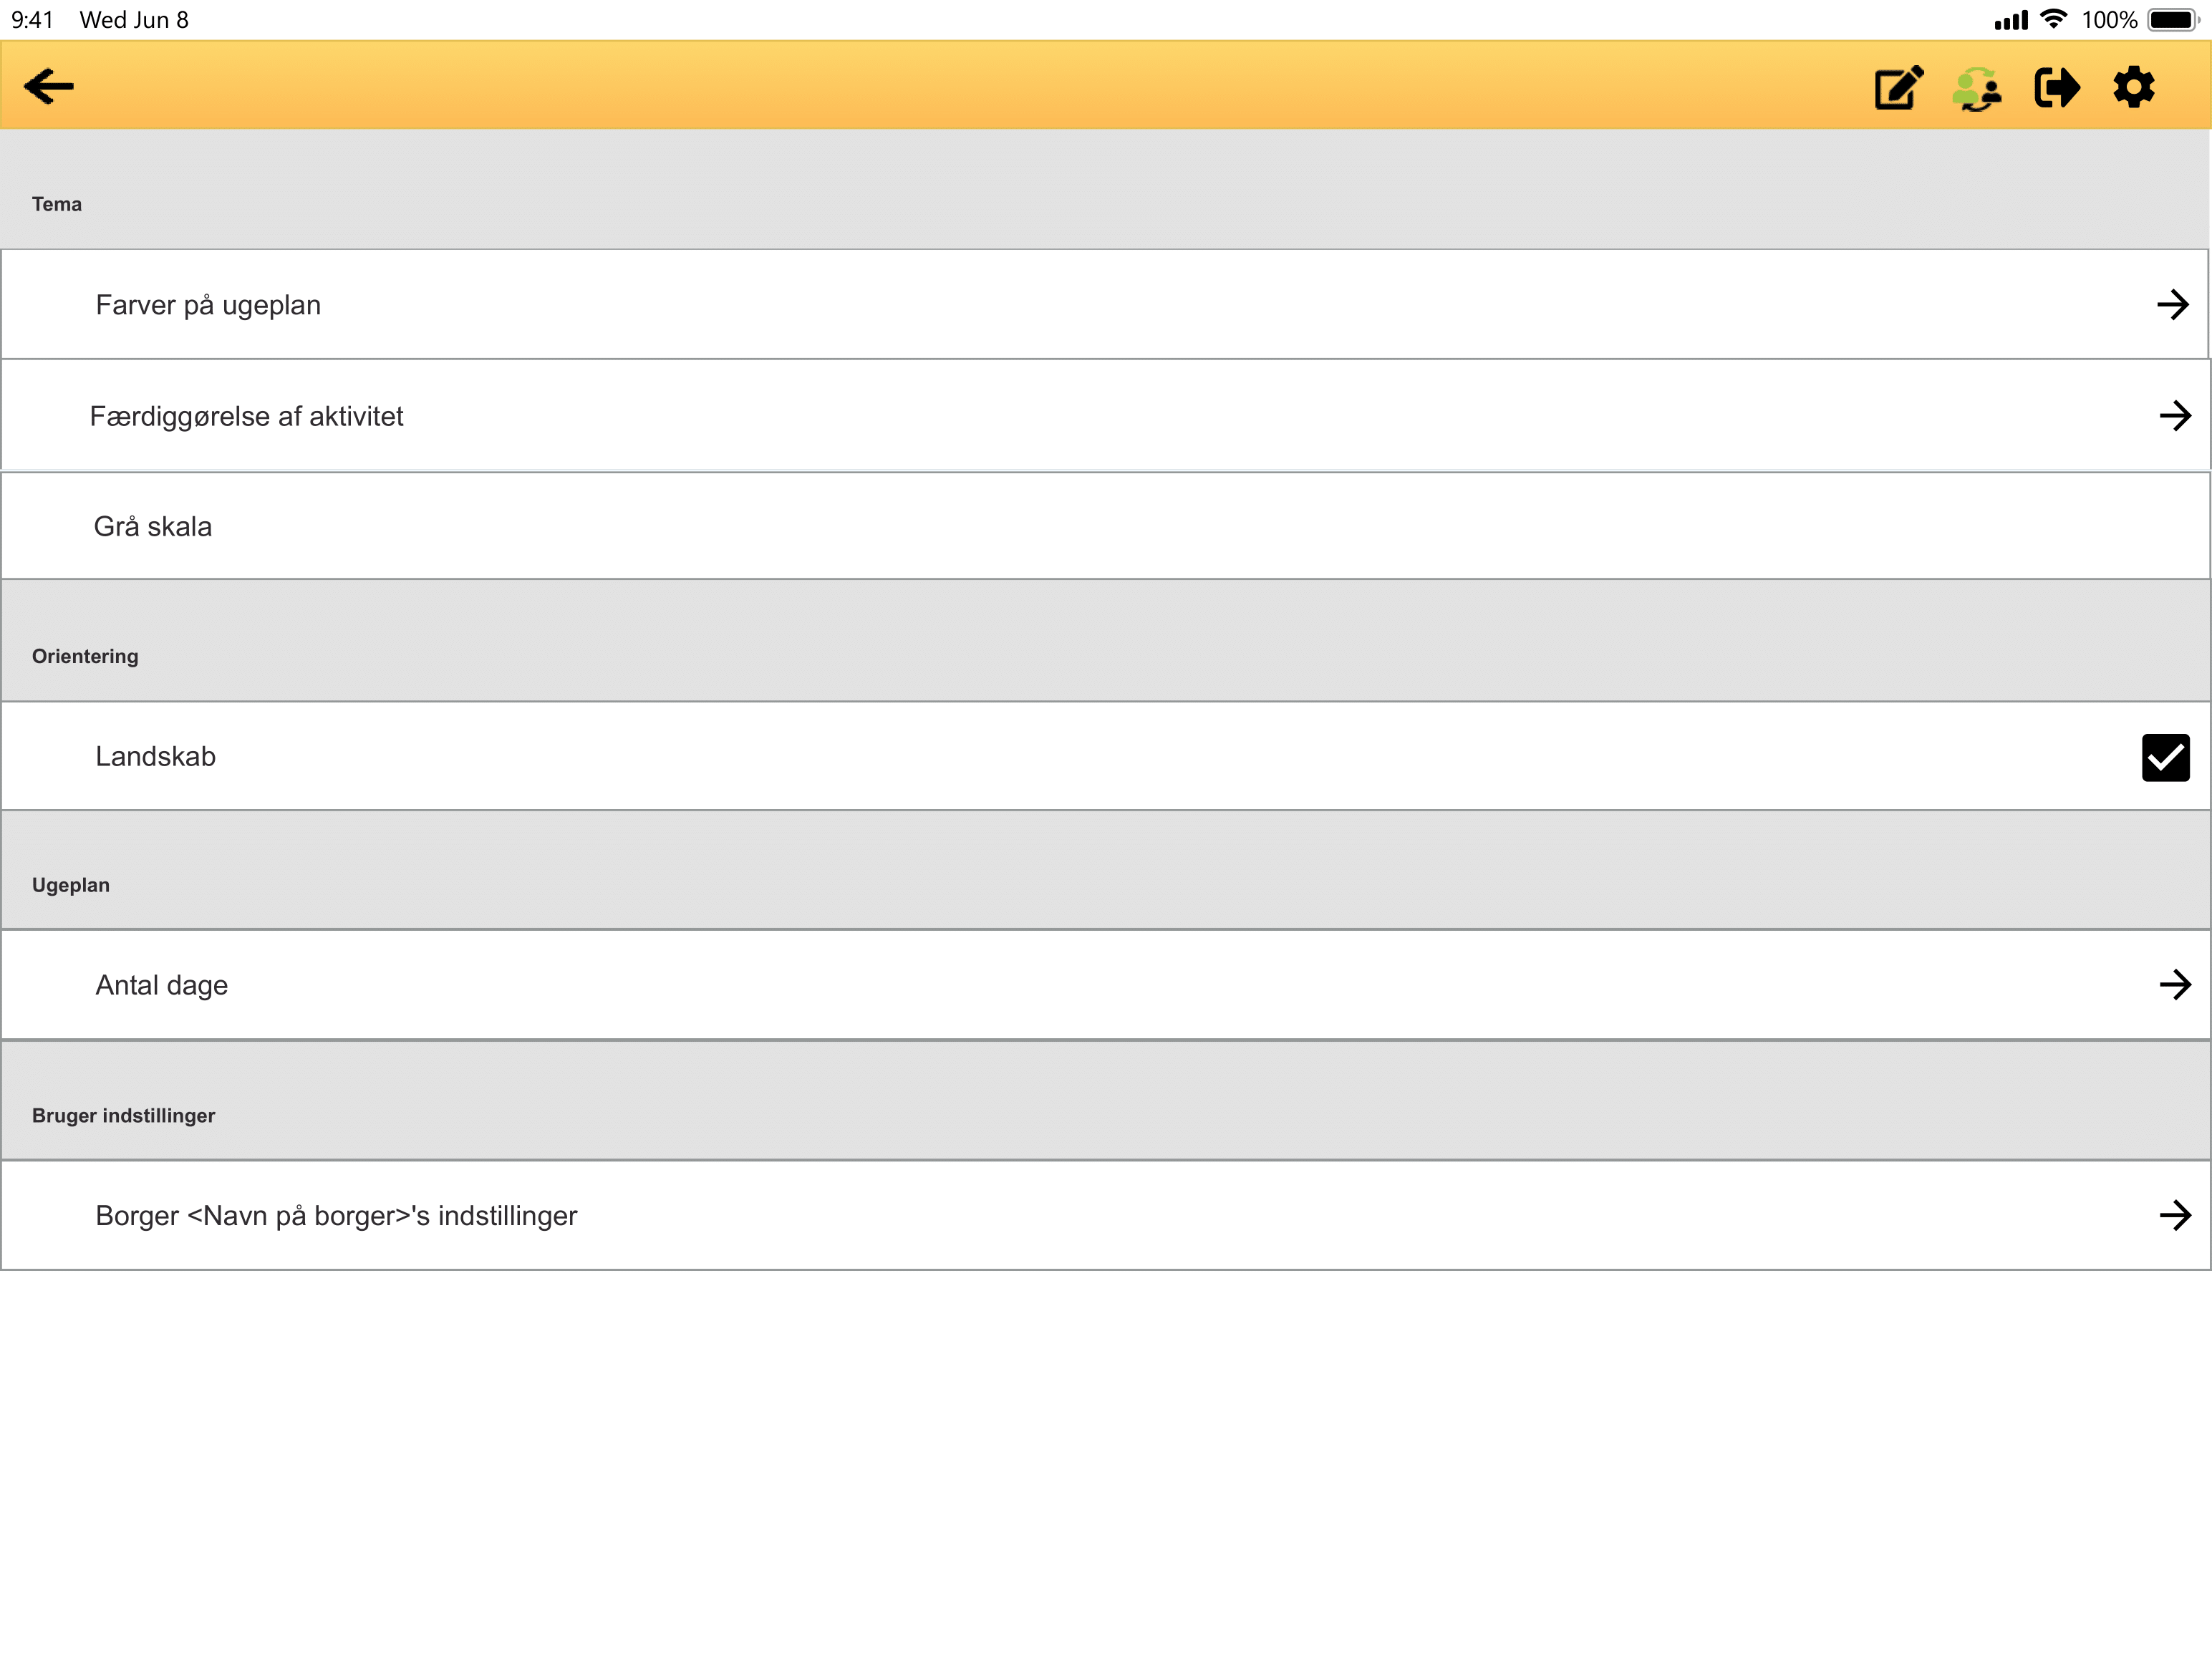 9:41 Wed Jun 8 100%
Tema
Farver på ugeplan
Færdiggørelse af aktivitet
Grå skala
Orientering
Landskab
Ugeplan
Antal dage
Bruger indstillinger
Borger <Navn på borger>'s indstillinger